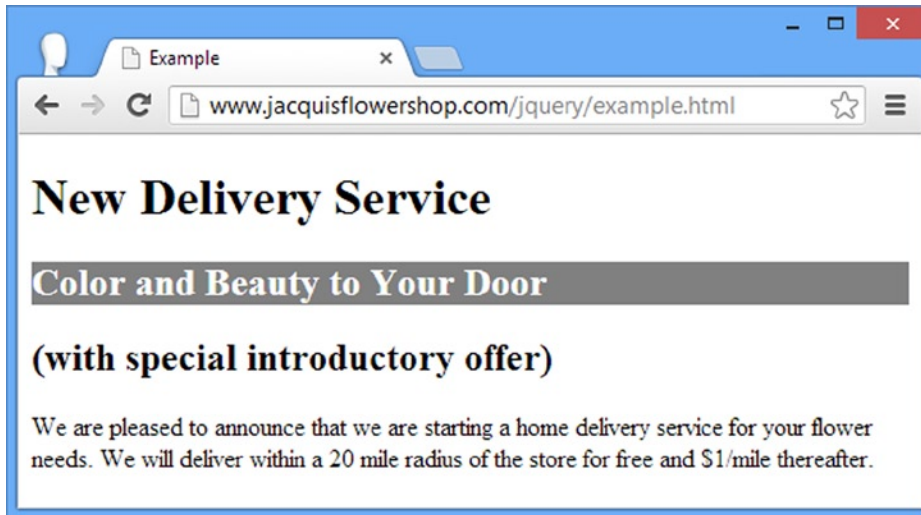 Example
www.jacquisflowershop.com/jquery/example.html
New Delivery Service
Color and Beauty to Your Door
(with special introductory offer)
We are pleased to announce that we are starting a home delivery service for your flower
needs. We will deliver within a 20 mile radius of the store for free and $1/mile thereafter.